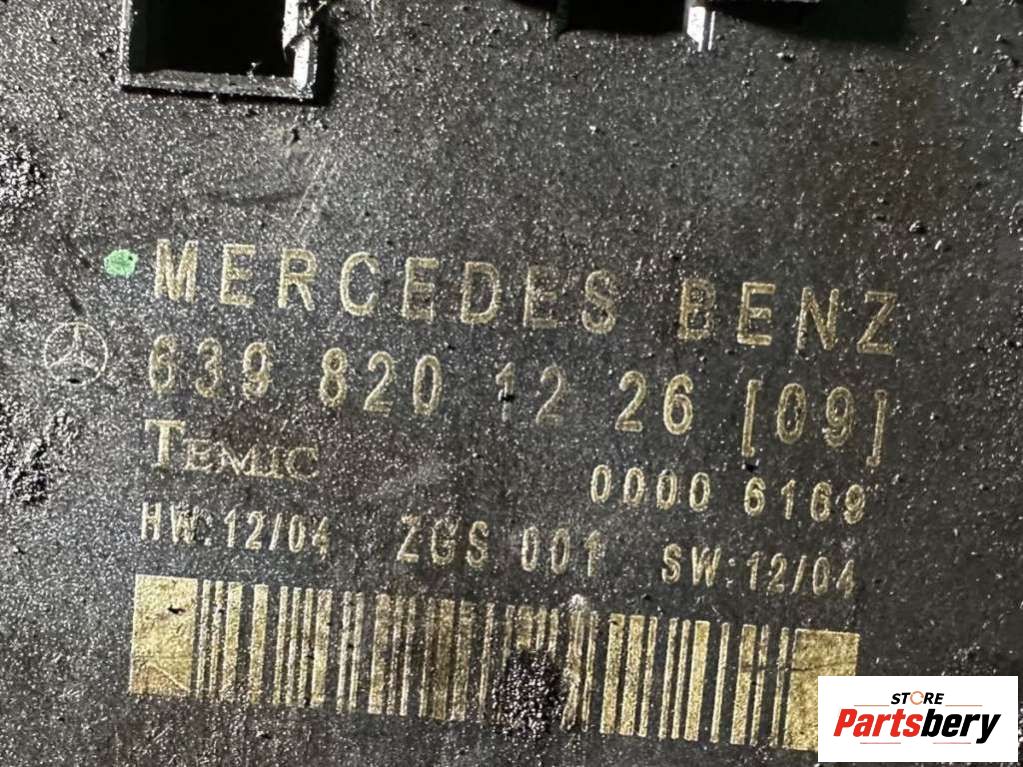 MERCEDES BENZ
639 820 12 26 [09]
TEMIC
0000 6169
HW:12/04 ZGS 001 SW:12/04
STORE
Partsbery